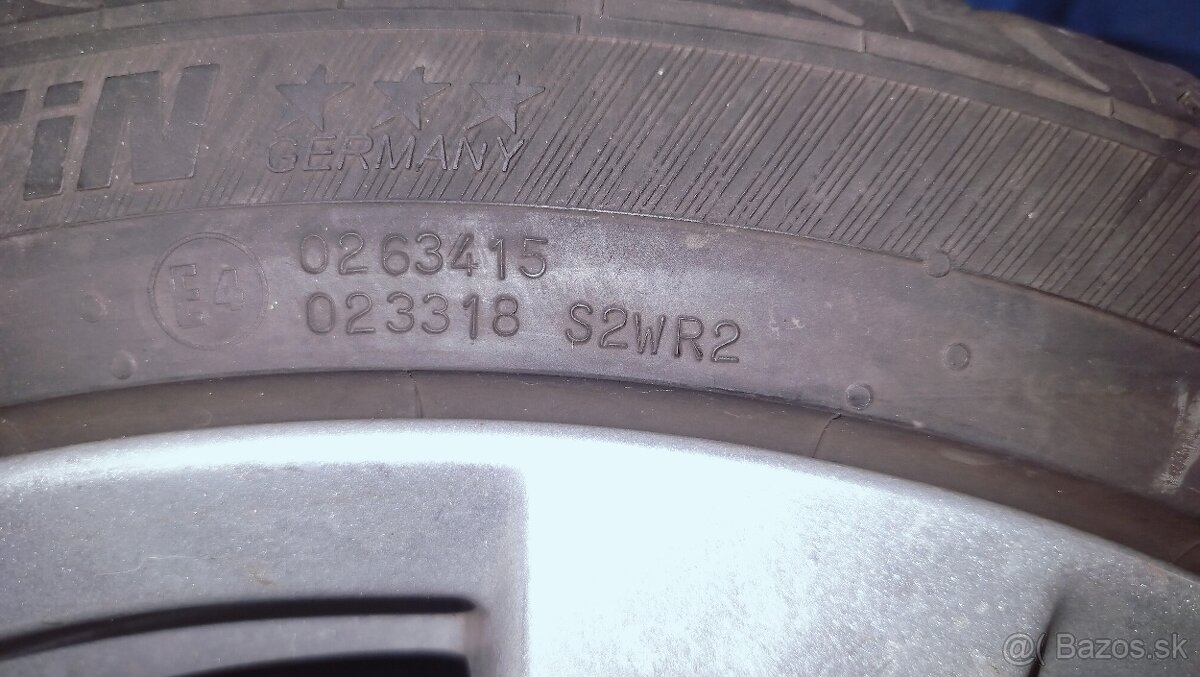 GERMANY
E4
0263415
023318 S2WR2
@( Bazos.sk